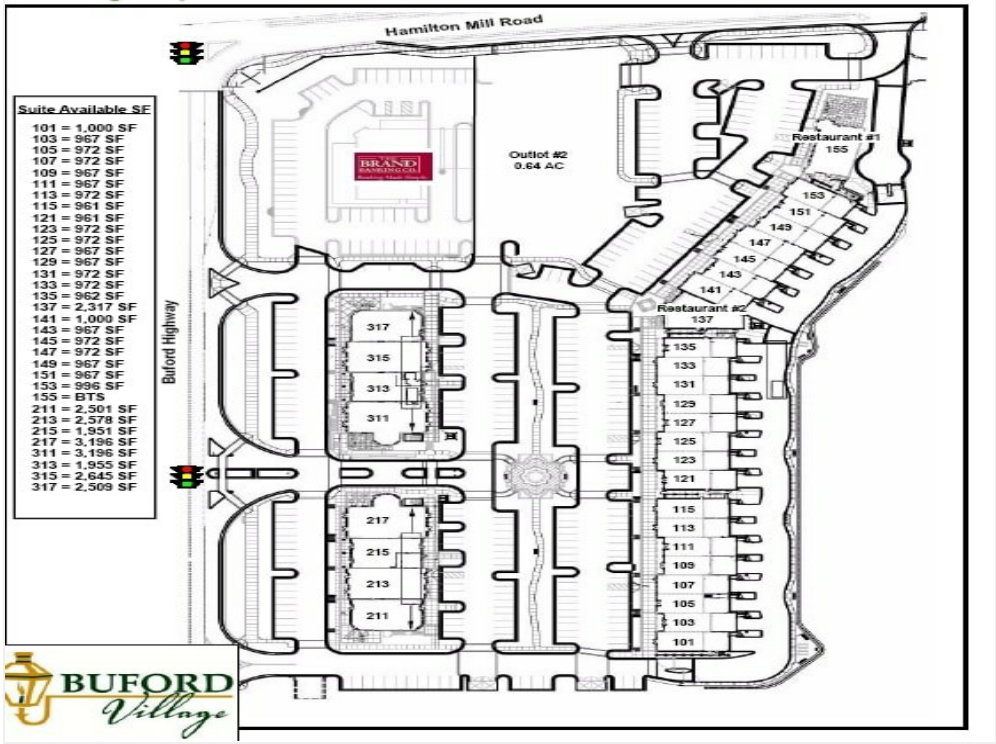 Hamilton Mill Road
Suite Available SF
101 = 1,000 SF
103 = 967 SF
105 = 972 SF
107 = 972 SF
109 = 967 SF
111 = 967 SF
113 = 972 SF
115 = 961 SF
121 = 961 SF
123 = 972 SF
125 = 972 SF
127 = 967 SF
129 = 967 SF
131 = 972 SF
133 = 972 SF
135 = 962 SF
137 = 2,317 SF
141 = 1,000 SF
143 = 967 SF
145 = 972 SF
147 = 972 SF
149 = 967 SF
151 = 967 SF
153 = 996 SF
155 = BTS
211 = 2,501 SF
213 = 2,578 SF
215 = 1,951 SF
217 = 3,196 SF
311 = 3,196 SF
313 = 1,955 SF
315 = 2,645 SF
317 = 2,509 SF
BRAND
BANKING CO.
Outlot #2
0.64 AC
Restaurant #1
155
153
151
149
147
145
143
141
Restaurant #2
137
Buford Highway
317
315
313
311
217
215
213
211
135
133
131
129
127
125
123
121
115
113
111
109
107
105
103
101
BUFORD
Village